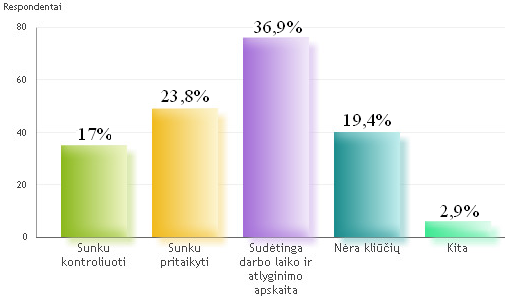 Respondentai
80
60
40
20
0
17%
23,8%
36,9%
19,4%
2,9%
Sunku
kontroliuoti
Sunku
pritaikyti
Sudėtinga
darbo laiko ir
atlyginimo
apskaita
Nėra kliūčių
Kita